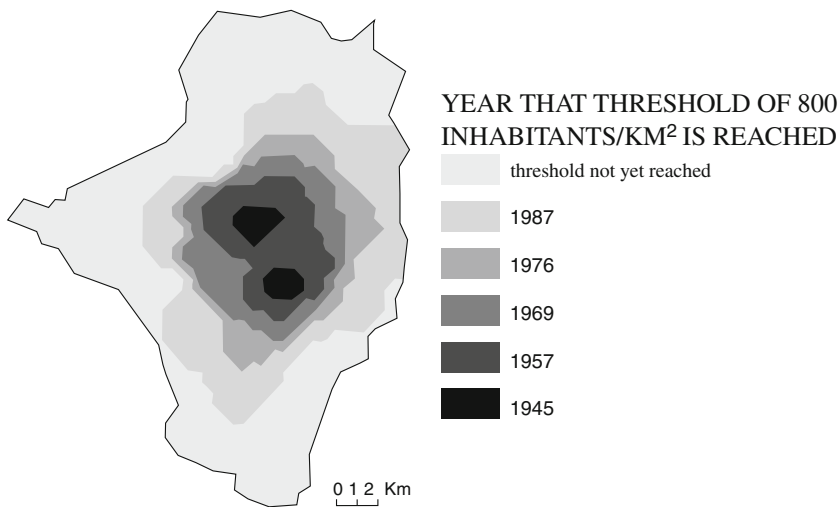 YEAR THAT THRESHOLD OF 800
INHABITANTS/KM² IS REACHED
threshold not yet reached
1987
1976
1969
1957
1945
0 1 2 Km